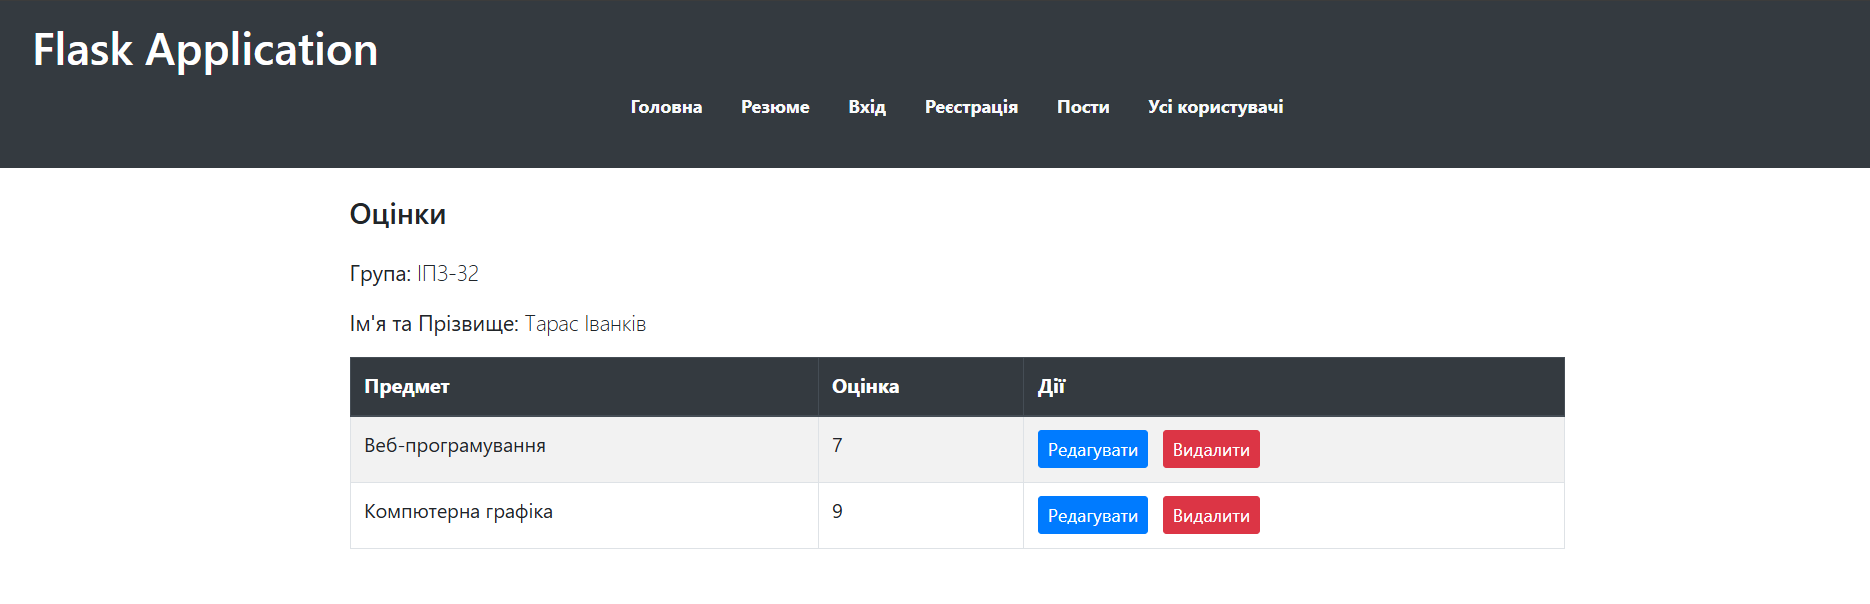 Flask Application
Головна Резюме Вхід Реєстрація Пости Усі користувачі
Оцінки
Група: ІПЗ-32
Ім'я та Прізвище: Тарас Іванків
Предмет Оцінка Дії
Веб-програмування 7 Редагувати Видалити
Компютерна графіка 9 Редагувати Видалити